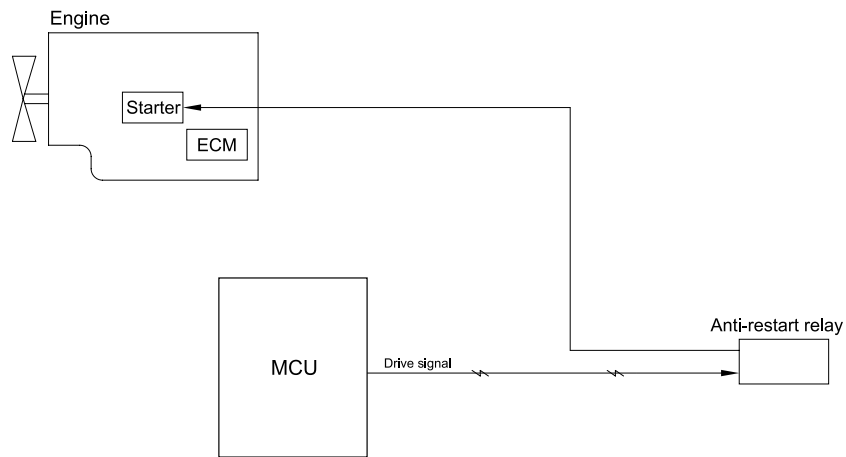 Engine
Starter
ECM
Anti-restart relay
MCU
Drive signal